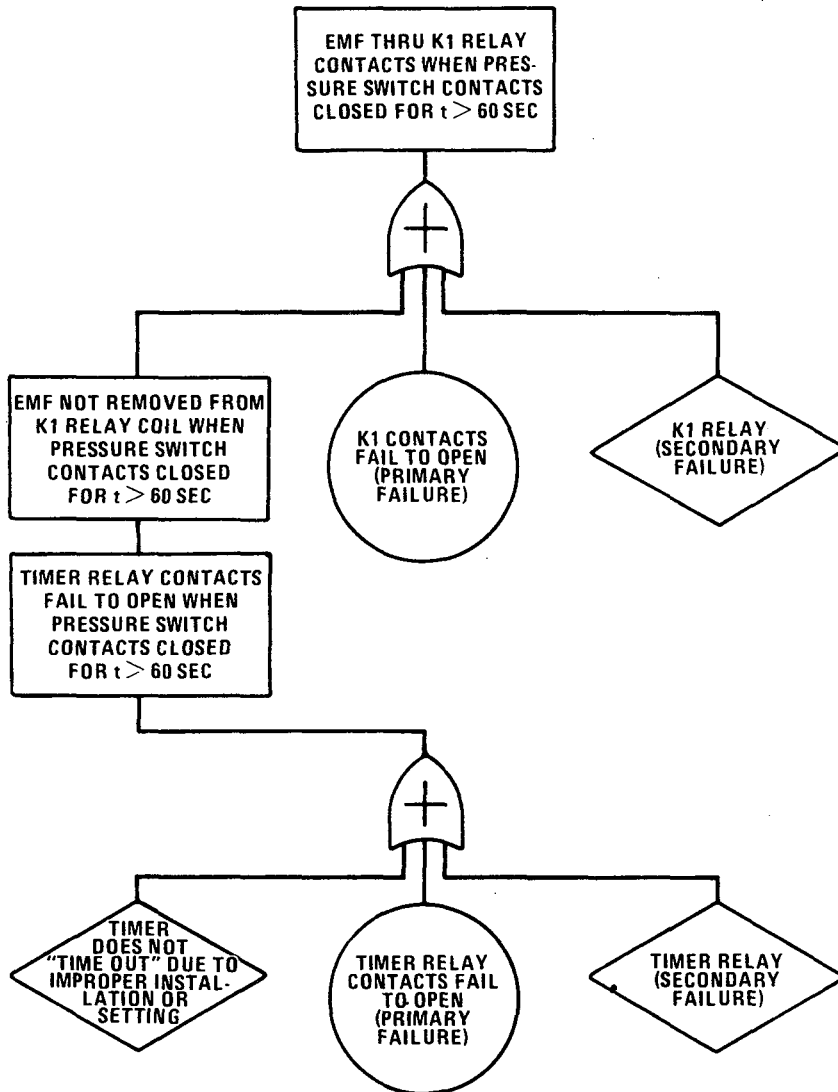 EMF THRU K1 RELAY
CONTACTS WHEN PRES-
SURE SWITCH CONTACTS
CLOSED FOR t > 60 SEC
EMF NOT REMOVED FROM
K1 RELAY COIL WHEN
PRESSURE SWITCH
CONTACTS CLOSED
FOR t > 60 SEC
K1 CONTACTS
FAIL TO OPEN
(PRIMARY
FAILURE)
K1 RELAY
(SECONDARY
FAILURE)
TIMER RELAY CONTACTS
FAIL TO OPEN WHEN
PRESSURE SWITCH
CONTACTS CLOSED
FOR t > 60 SEC
TIMER
DOES NOT
"TIME OUT" DUE TO
IMPROPER INSTAL-
LATION OR
SETTING
TIMER RELAY
CONTACTS FAIL
TO OPEN
(PRIMARY
FAILURE)
TIMER RELAY
(SECONDARY
FAILURE)